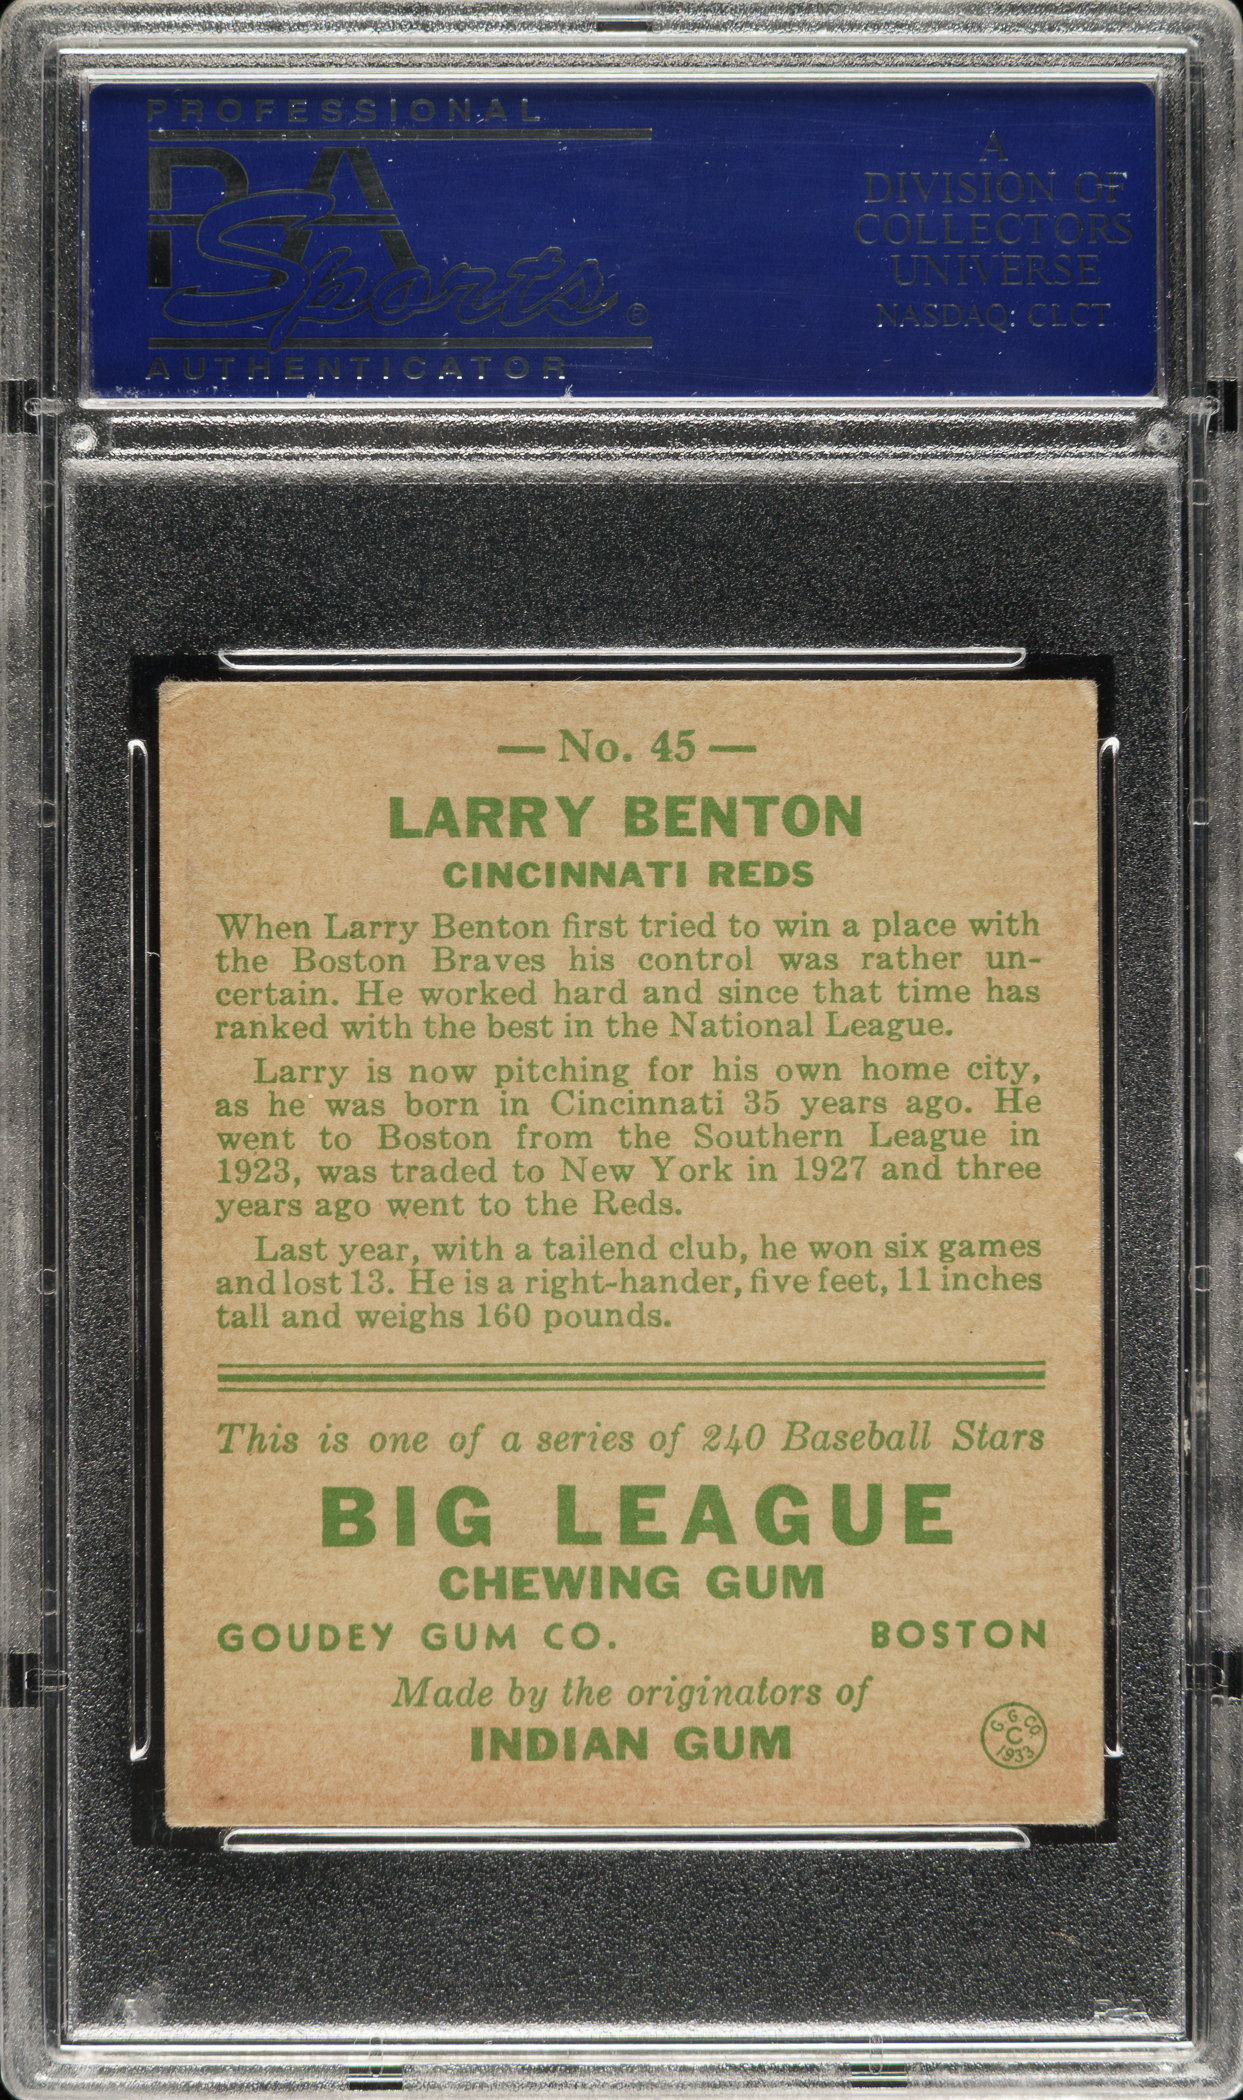 PROFESSIONAL
PSA
Sports®
AUTHENTICATOR
A
DIVISION OF
COLLECTORS
UNIVERSE
NASDAQ: CLCT
— No. 45 —
LARRY BENTON
CINCINNATI REDS
When Larry Benton first tried to win a place with
the Boston Braves his control was rather un-
certain. He worked hard and since that time has
ranked with the best in the National League.
Larry is now pitching for his own home city,
as he was born in Cincinnati 35 years ago. He
went to Boston from the Southern League in
1923, was traded to New York in 1927 and three
years ago went to the Reds.
Last year, with a tailend club, he won six games
and lost 13. He is a right-hander, five feet, 11 inches
tall and weighs 160 pounds.
This is one of a series of 240 Baseball Stars
BIG LEAGUE
CHEWING GUM
GOUDEY GUM CO. BOSTON
Made by the originators of
INDIAN GUM
G. G. CO.
C
1933